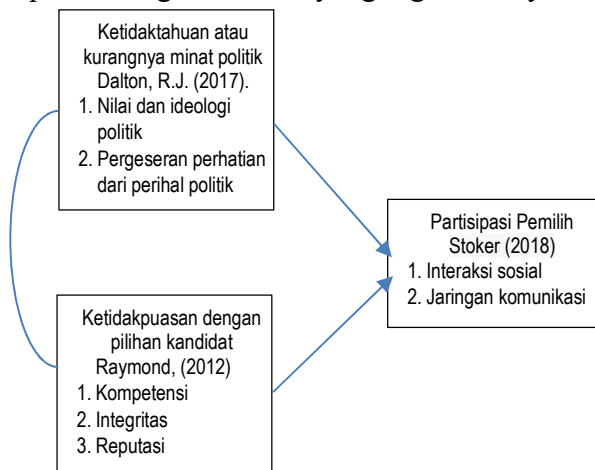 Ketidaktahuan atau
kurangnya minat politik
Dalton, R.J. (2017).
1. Nilai dan ideologi
politik
2. Pergeseran perhatian
dari perihal politik
Partisipasi Pemilih
Stoker (2018)
1. Interaksi sosial
2. Jaringan komunikasi
Ketidakpuasan dengan
pilihan kandidat
Raymond, (2012)
1. Kompetensi
2. Integritas
3. Reputasi